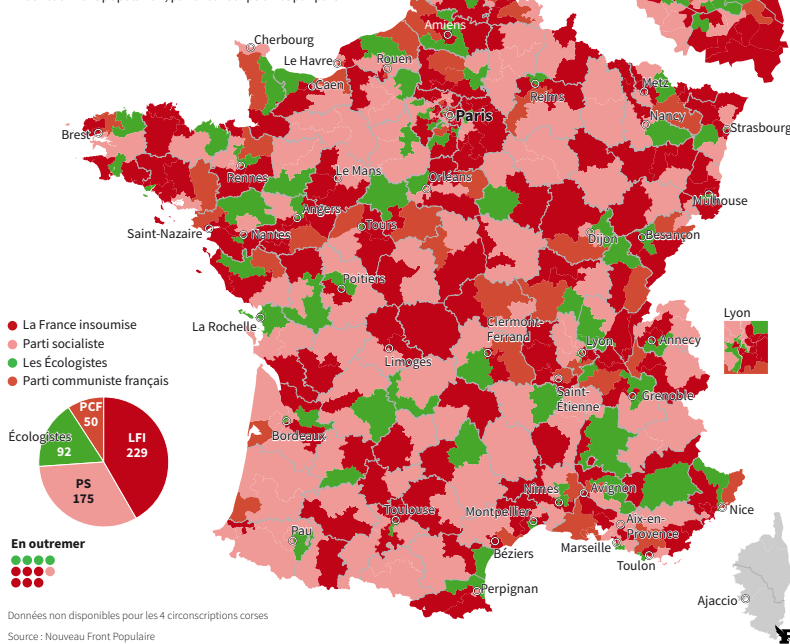 Amiens
Cherbourg
Le Havre
Rouen
Caen
Reims
Metz
Paris
Nancy
Strasbourg
Brest
Rennes
Le Mans
Orléans
Mulhouse
Angers
Saint-Nazaire
Nantes
Tours
Dijon
Besançon
Poitiers
La Rochelle
Lyon
La France insoumise
Parti socialiste
Les Écologistes
Parti communiste français
Clermont-
Ferrand
Limoges
Lyon
Annecy
Saint-
Étienne
Grenoble
PCF
50
Écologistes
92
LFI
229
PS
175
Bordeaux
Nîmes
Avignon
Nice
Toulouse
Montpellier
Aix-en-
Provence
Pau
Marseille
Béziers
Toulon
En outremer
Perpignan
Ajaccio
Données non disponibles pour les 4 circonscriptions corses
Source : Nouveau Front Populaire